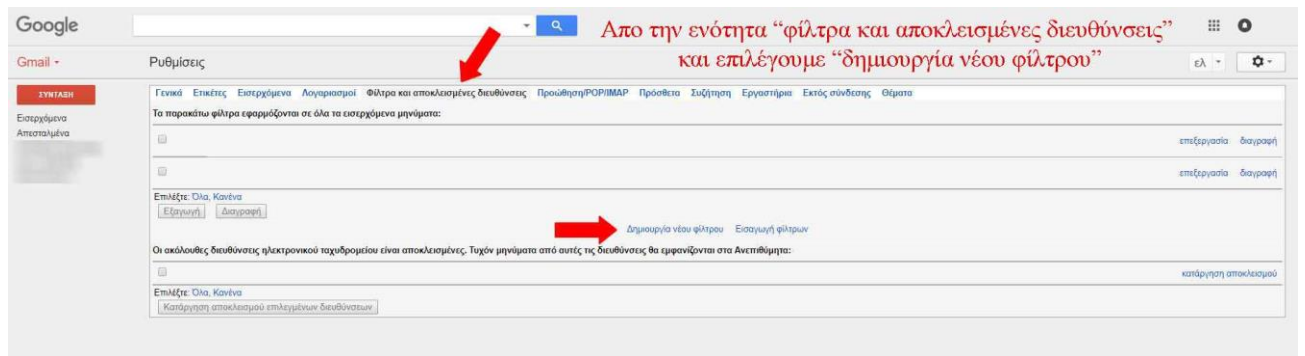 Google
Απο την ενότητα “φίλτρα και αποκλεισμένες διευθύνσεις”
και επιλέγουμε “δημιουργία νέου φίλτρου”
Gmail
Ρυθμίσεις
ελ
ΣΥΝΤΑΞΗ
Εισερχόμενα
Απεσταλμένα
Γενικά Ετικέτες Εισερχόμενα Λογαριασμοί Φίλτρα και αποκλεισμένες διευθύνσεις Προώθηση/POP/IMAP Πρόσθετα Συζήτηση Εργαστήρια Εκτός σύνδεσης Θέματα
Τα παρακάτω φίλτρα εφαρμόζονται σε όλα τα εισερχόμενα μηνύματα:
επεξεργασία διαγραφή
επεξεργασία διαγραφή
Επιλέξτε: Όλα, Κανένα
Εξαγωγή Διαγραφή
Δημιουργία νέου φίλτρου Εισαγωγή φίλτρων
Οι ακόλουθες διευθύνσεις ηλεκτρονικού ταχυδρομείου είναι αποκλεισμένες. Τυχόν μηνύματα από αυτές τις διευθύνσεις θα εμφανίζονται στα Ανεπιθύμητα:
κατάργηση αποκλεισμού
Επιλέξτε: Όλα, Κανένα
Κατάργηση αποκλεισμού επιλεγμένων διευθύνσεων